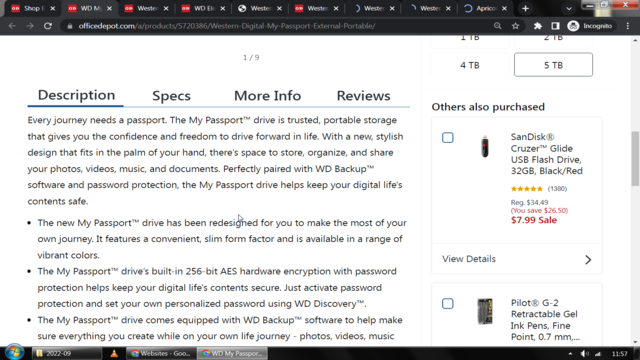 Shop E
WD My
Western
WD Ele
Western
Western
Western
Western
Apricor
officedepot.com/a/products/5720386/Western-Digital-My-Passport-External-Portable/
Incognito
1 / 9
Description
Specs
More Info
Reviews
Every journey needs a passport. The My Passport™ drive is trusted, portable storage
that gives you the confidence and freedom to drive forward in life. With a new, stylish
design that fits in the palm of your hand, there's space to store, organize, and share
your photos, videos, music, and documents. Perfectly paired with WD Backup™
software and password protection, the My Passport drive helps keep your digital life's
contents safe.
The new My Passport™ drive has been redesigned for you to make the most of your
own journey. It features a convenient, slim form factor and is available in a range of
vibrant colors.
The My Passport™ drive's built-in 256-bit AES hardware encryption with password
protection helps keep your digital life's contents secure. Just activate password
protection and set your own personalized password using WD Discovery™.
The My Passport™ drive comes equipped with WD Backup™ software to help make
sure everything you create while on your own life journey - photos, videos, music
1 TB
2 TB
4 TB
5 TB
Others also purchased
SanDisk®
Cruzer™ Glide
USB Flash Drive,
32GB, Black/Red
(1380)
Reg. $34.49
(You save $26.50)
$7.99 Sale
View Details
Pilot® G-2
Retractable Gel
Ink Pens, Fine
Point, 0.7 mm,
2022-09
Websites - Goo...
WD My Passpor...
11:57